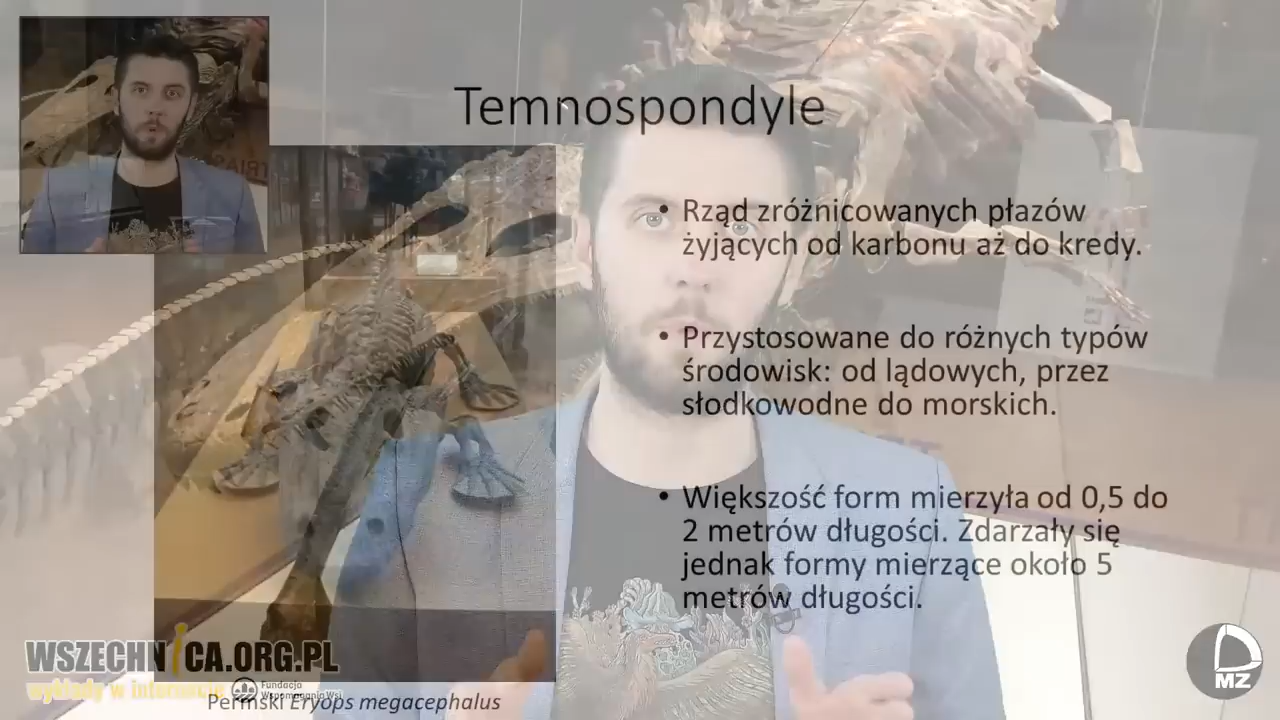 Temnospondyle
• Rząd zróżnicowanych płazów
żyjących od karbonu aż do kredy.
• Przystosowane do różnych typów
środowisk: od lądowych, przez
słodkowodne do morskich.
• Większość form mierzyła od 0,5 do
2 metrów długości. Zdarzały się
jednak formy mierzące około 5
metrów długości.
WSZECHNICA.ORG.PL
wykłady w internecie
Fundacja
Wspomagania Wsi
Permski Eryops megacephalus
MZ